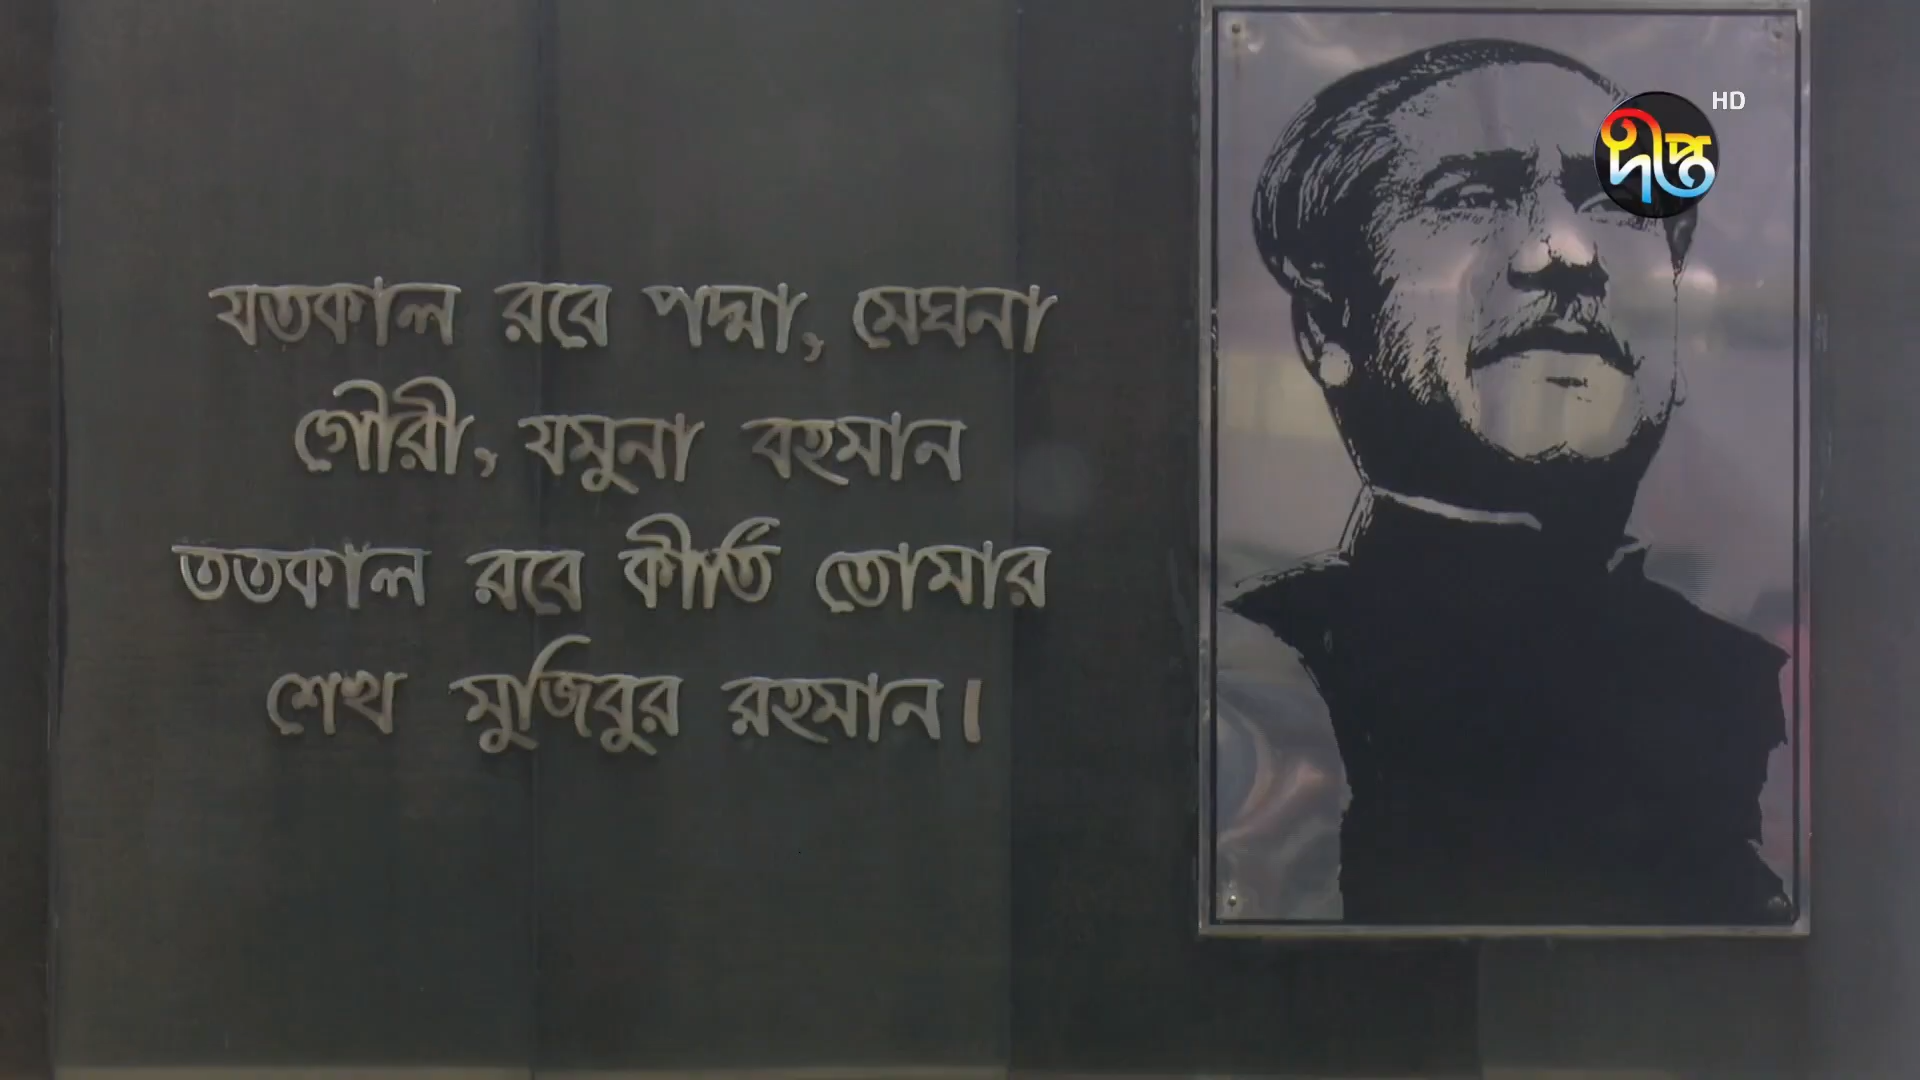 যতকাল রবে পদ্মা, মেঘনা
গৌরী, যমুনা বহমান
ততকাল রবে কীর্তি তোমার
শেখ মুজিবুর রহমান।
দীপ্ত
HD